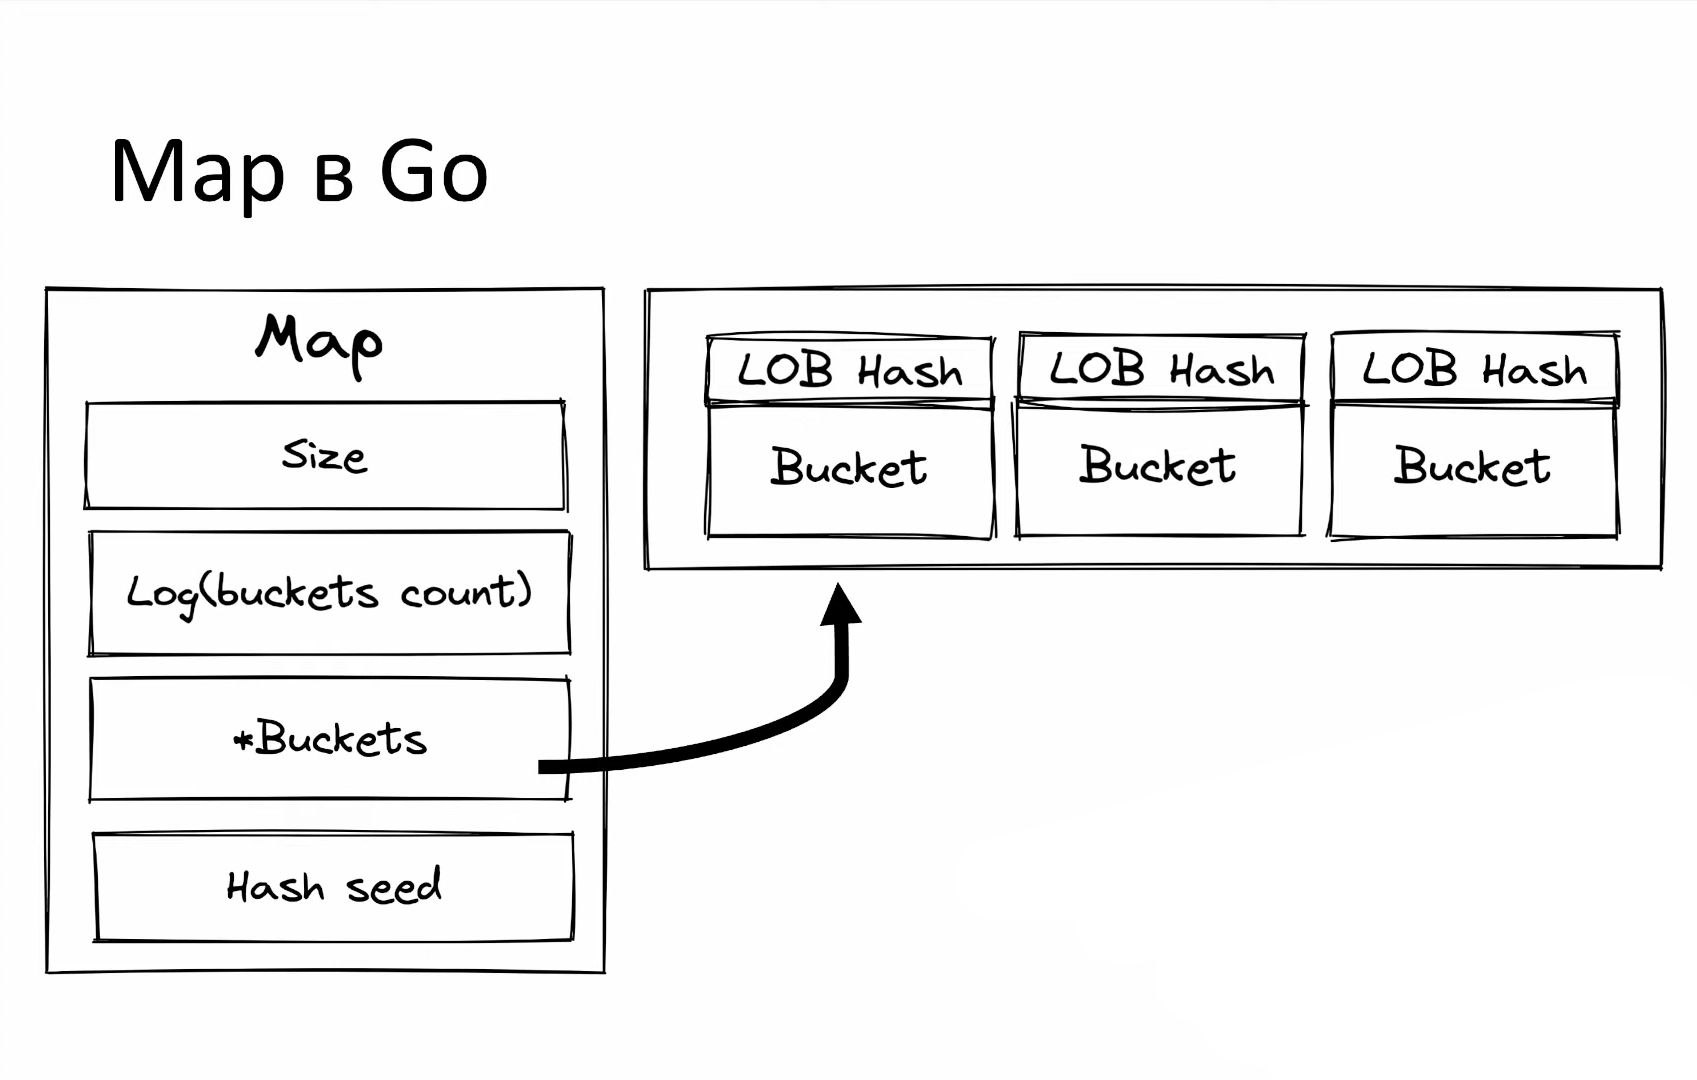 Map в Go
Map
Size
Log(buckets count)
*Buckets
Hash seed
LOB Hash
Bucket
LOB Hash
Bucket
LOB Hash
Bucket